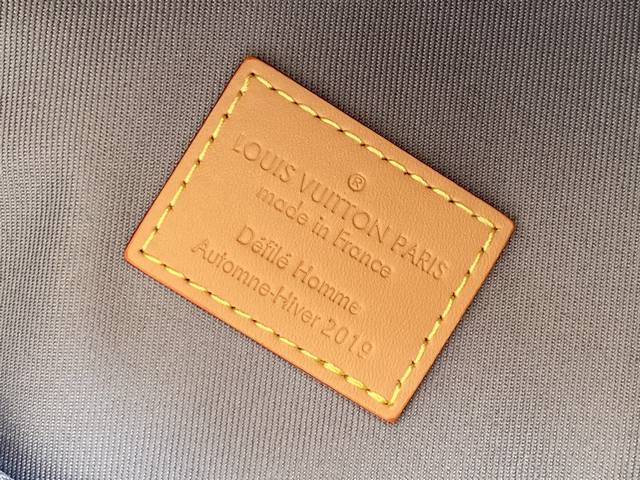 ®
LOUIS VUITTON PARIS
made in France
Défilé Homme
Automne-Hiver 2019